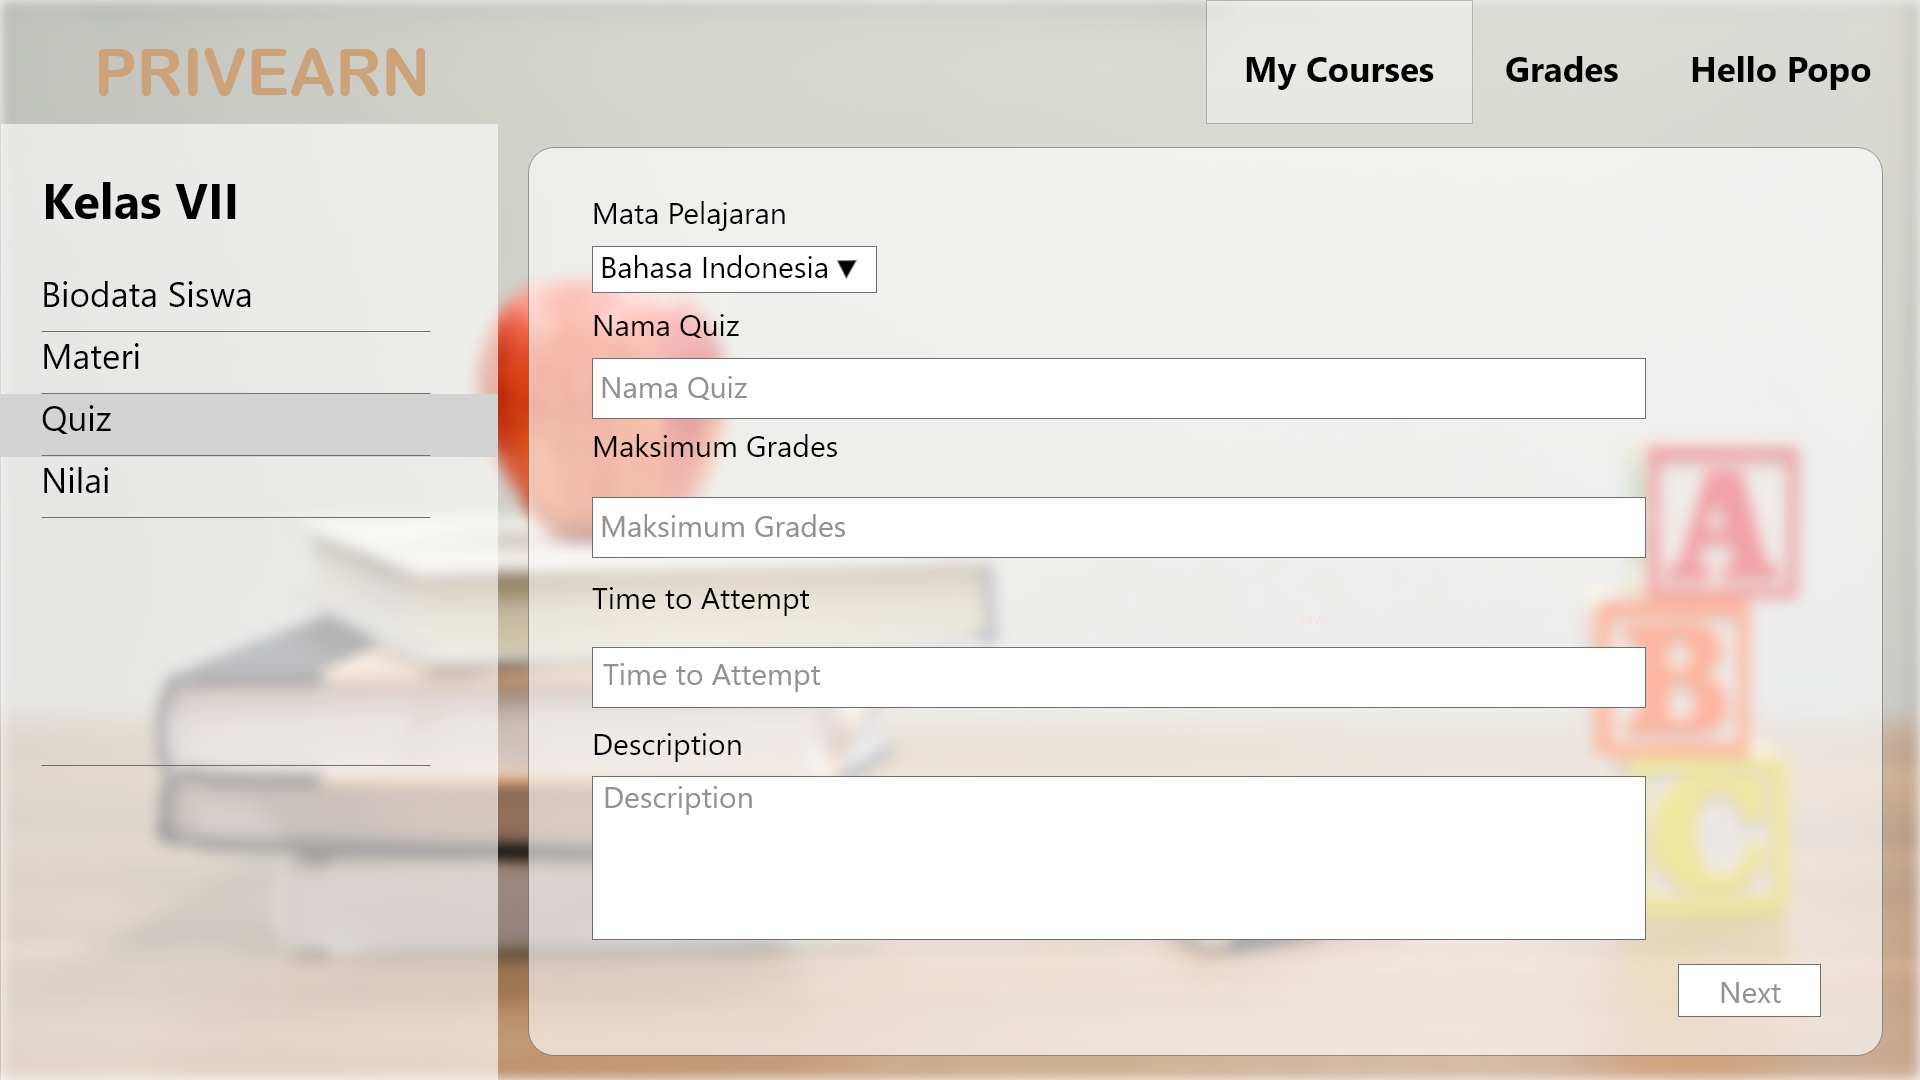 PRIVEARN
My Courses
Grades
Hello Popo
Kelas VII
Biodata Siswa
Materi
Quiz
Nilai
Mata Pelajaran
Bahasa Indonesia ▼
Nama Quiz
Nama Quiz
Maksimum Grades
Maksimum Grades
Time to Attempt
Time to Attempt
Description
Description
Next
A
B
C